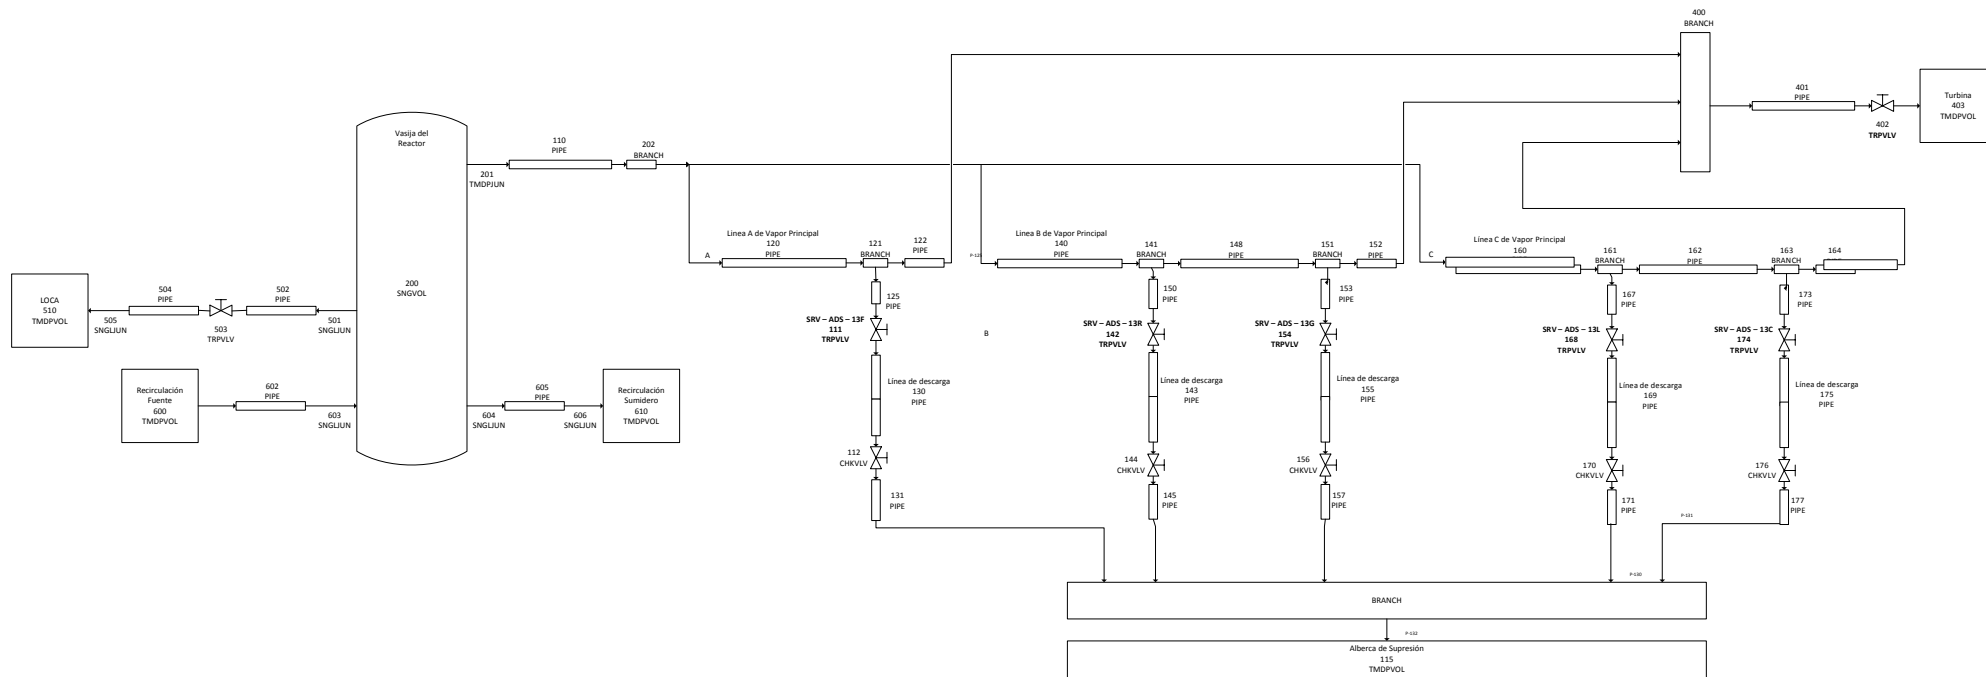 400
BRANCH
401
PIPE
402
TRPVLV
Turbina
403
TMDPVOL
Vasija del
Reactor
200
SNGVOL
110
PIPE
202
BRANCH
201
TMDPJUN
LOCA
510
TMDPVOL
504
PIPE
505
SNGLJUN
503
TRPVLV
502
PIPE
501
SNGLJUN
Recirculación
Fuente
600
TMDPVOL
602
PIPE
603
SNGLJUN
604
SNGLJUN
605
PIPE
606
SNGLJUN
Recirculación
Sumidero
610
TMDPVOL
A
Linea A de Vapor Principal
120
PIPE
121
BRANCH
122
PIPE
125
PIPE
SRV – ADS – 13F
111
TRPVLV
Línea de descarga
130
PIPE
112
CHKVLV
131
PIPE
B
Linea B de Vapor Principal
140
PIPE
141
BRANCH
148
PIPE
151
BRANCH
152
PIPE
150
PIPE
SRV – ADS – 13R
142
TRPVLV
Línea de descarga
143
PIPE
144
CHKVLV
145
PIPE
153
PIPE
SRV – ADS – 13G
154
TRPVLV
Línea de descarga
155
PIPE
156
CHKVLV
157
PIPE
C
Línea C de Vapor Principal
160
161
BRANCH
162
PIPE
163
BRANCH
164
167
PIPE
SRV – ADS – 13L
168
TRPVLV
Línea de descarga
169
PIPE
170
CHKVLV
171
PIPE
173
PIPE
SRV – ADS – 13C
174
TRPVLV
Línea de descarga
175
PIPE
176
CHKVLV
177
PIPE
P-131
P-130
BRANCH
P-132
Alberca de Supresión
115
TMDPVOL